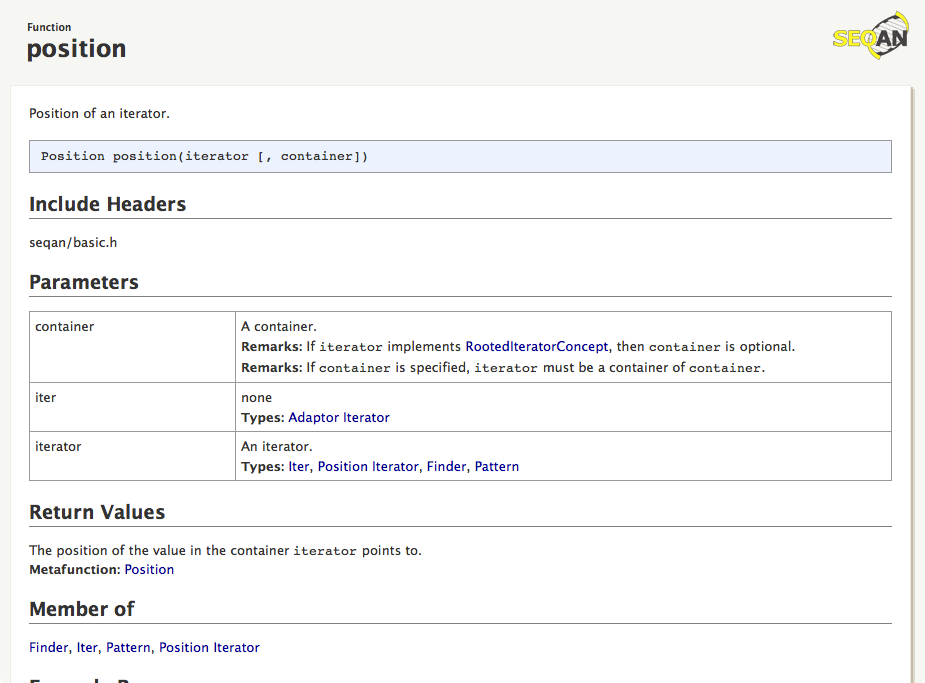 Function
position
SEQAN
Position of an iterator.
Position position(iterator [, container])
Include Headers
seqan/basic.h
Parameters
container
A container.
Remarks: If iterator implements RootedIteratorConcept, then container is optional.
Remarks: If container is specified, iterator must be a container of container.
iter
none
Types: Adaptor Iterator
iterator
An iterator.
Types: Iter, Position Iterator, Finder, Pattern
Return Values
The position of the value in the container iterator points to.
Metafunction: Position
Member of
Finder, Iter, Pattern, Position Iterator